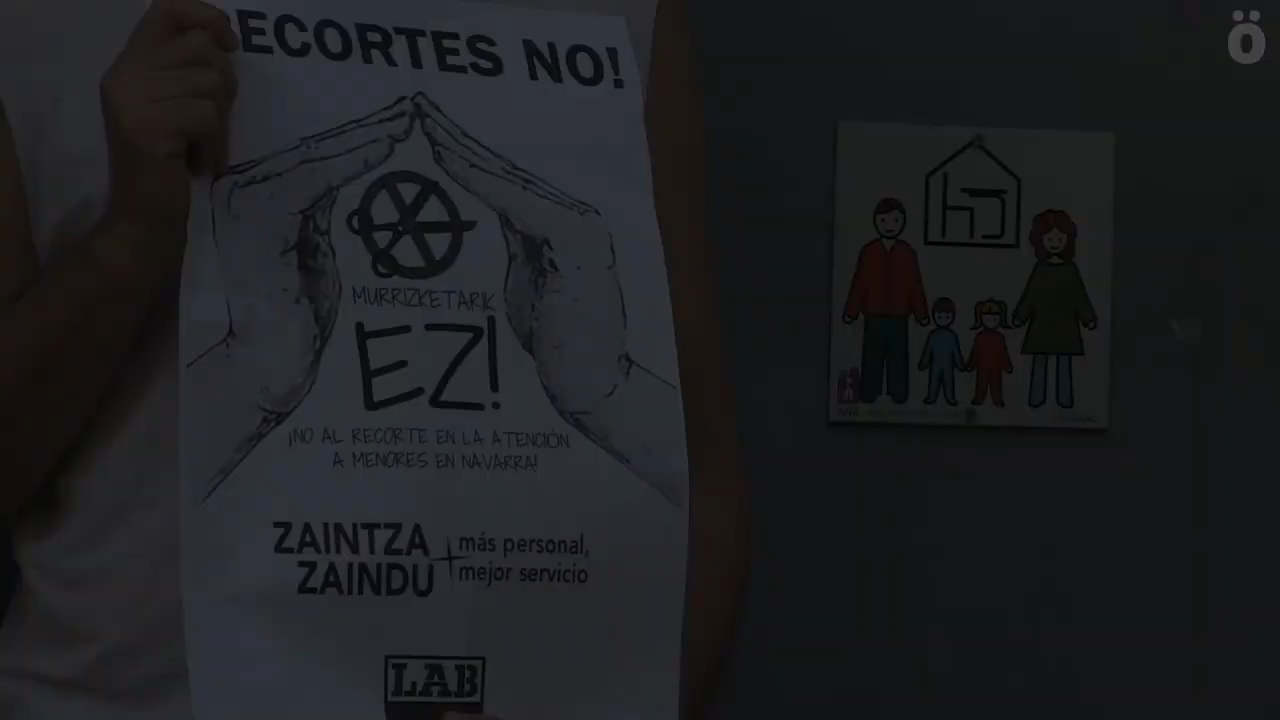 RECORTES NO!
MURRIZKETARIK
EZ!
¡NO AL RECORTE EN LA ATENCIÓN
A MENORES EN NAVARRA!
ZAINTZA
ZAINDU
+
más personal,
mejor servicio
LAB
ö